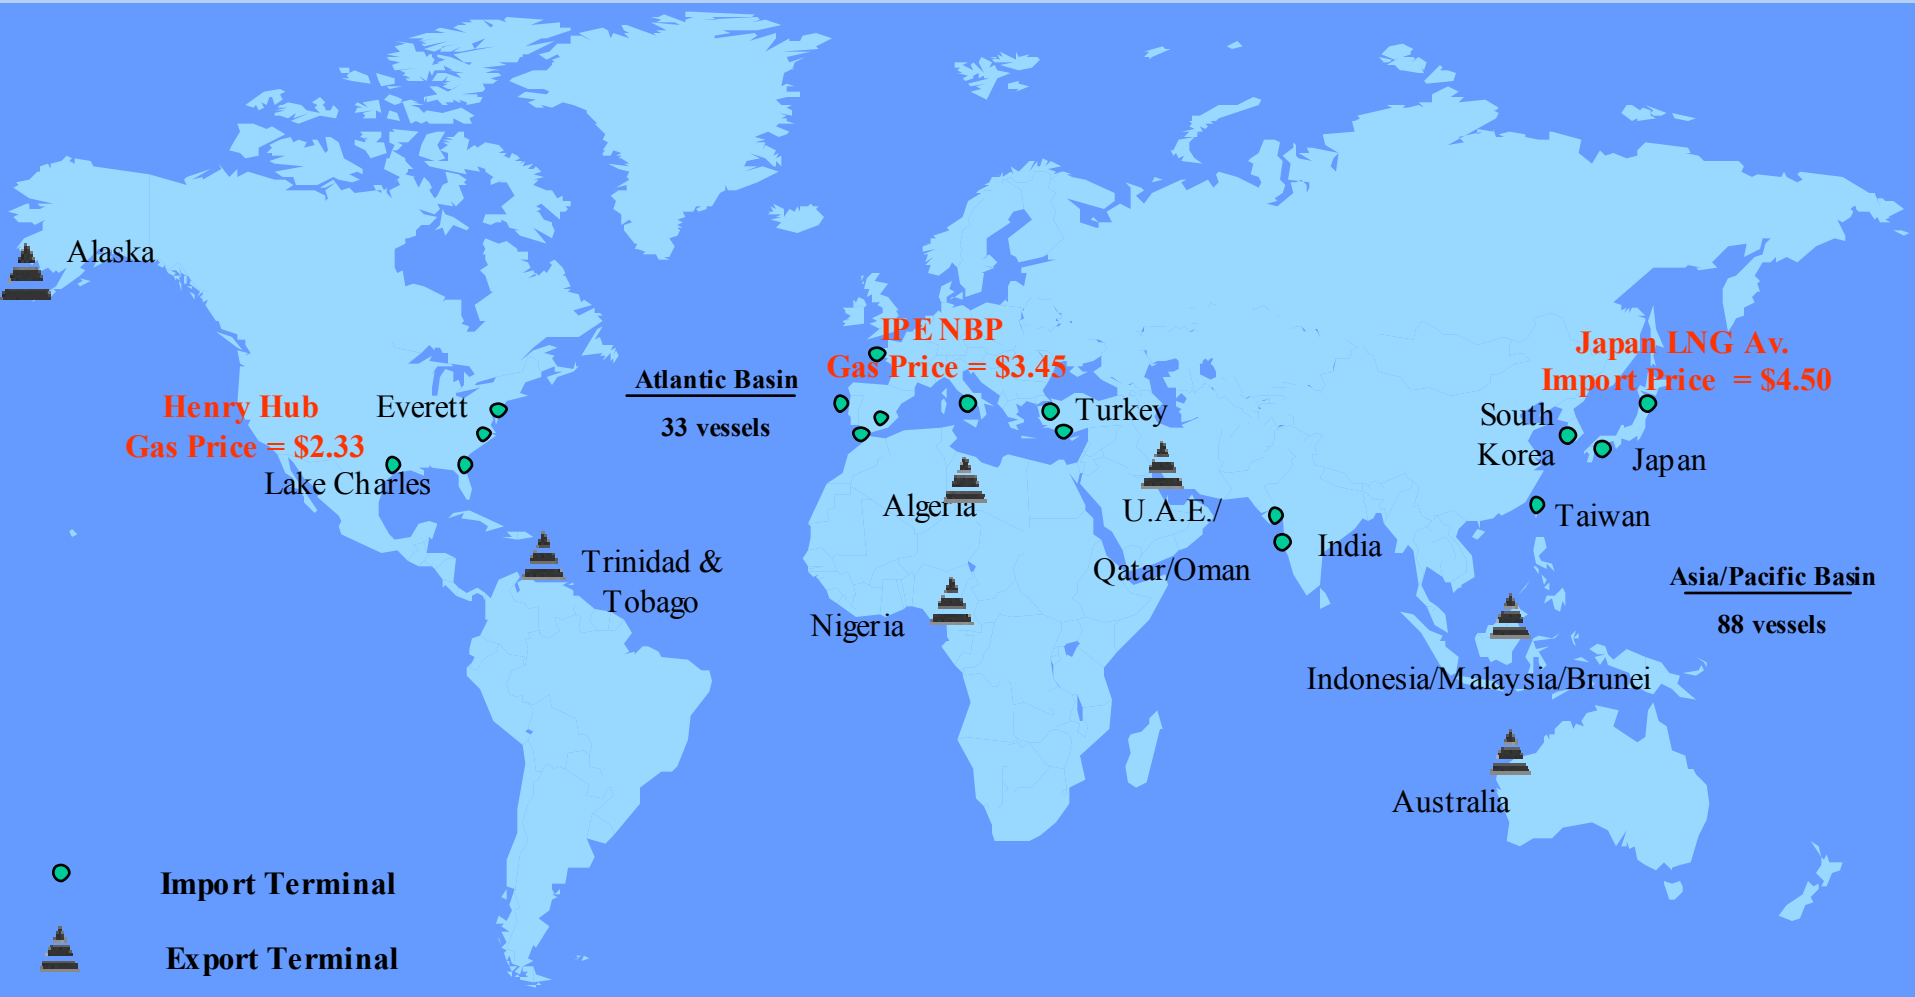 Alaska
Henry Hub
Gas Price = $2.33
Everett
Lake Charles
Atlantic Basin
33 vessels
IPE NBP
Gas Price = $3.45
Turkey
Japan LNG Av.
Import Price = $4.50
South
Korea
Japan
Taiwan
Algeria
U.A.E./
Qatar/Oman
India
Trinidad &
Tobago
Nigeria
Asia/Pacific Basin
88 vessels
Indonesia/Malaysia/Brunei
Australia
Import Terminal
Export Terminal